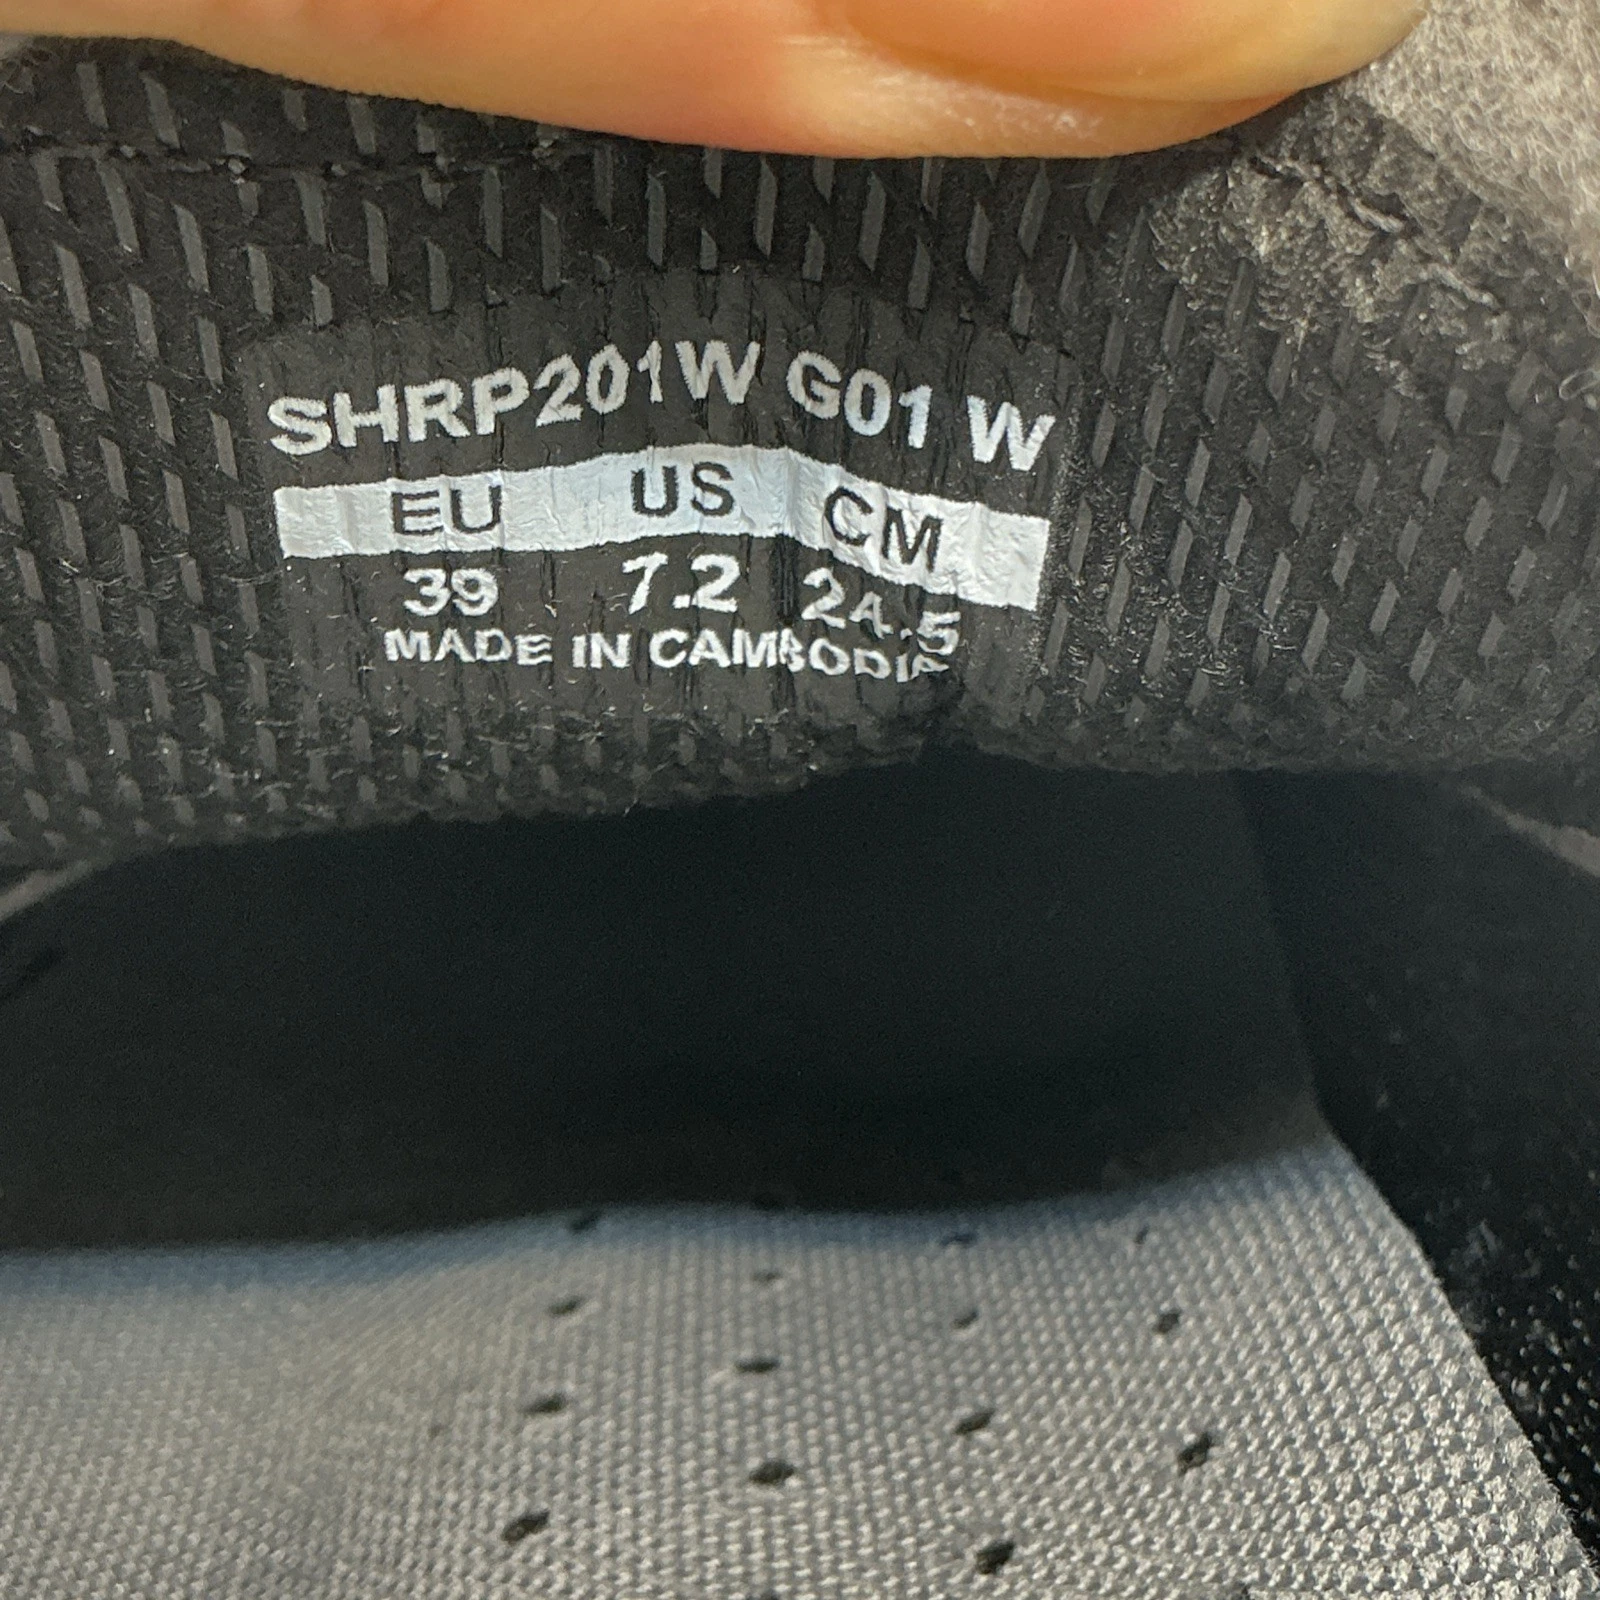 SHRP201W G01 W
EU US CM
39 7.2 24.5
MADE IN CAMBODIA